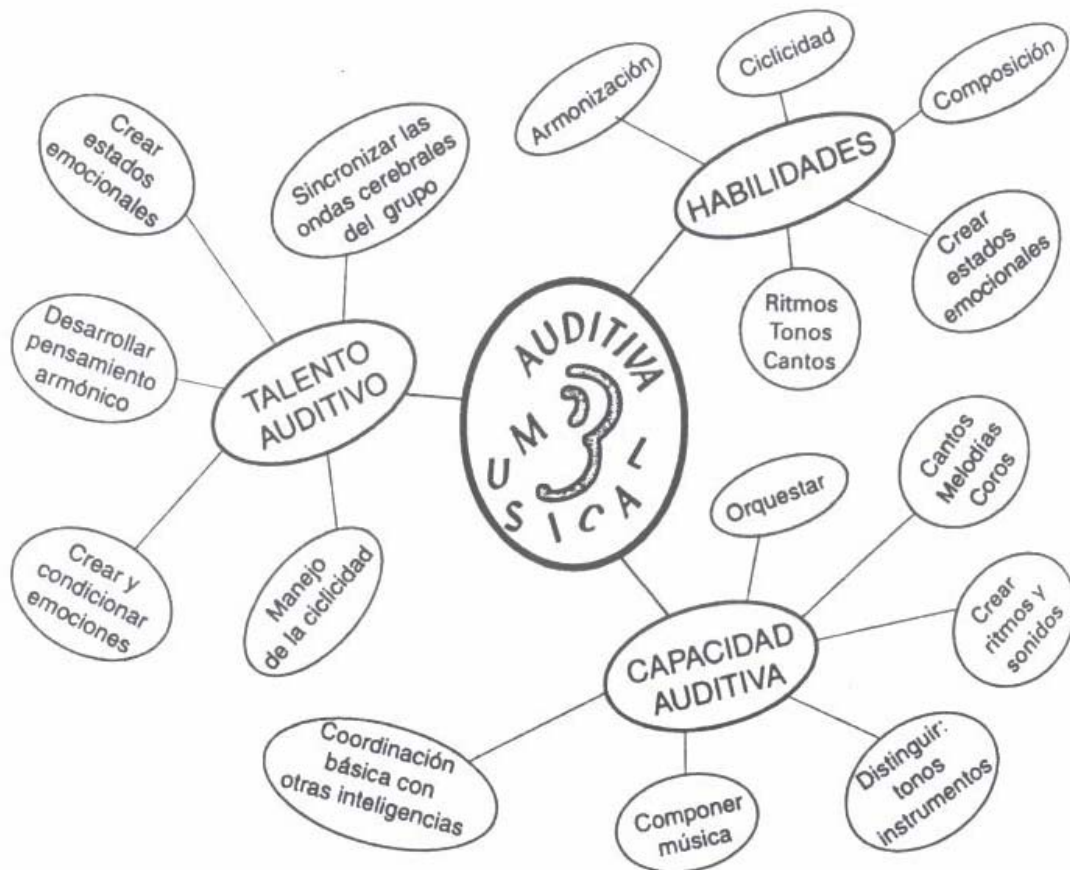 AUDITIVA
MUSICAL
TALENTO
AUDITIVO
Crear
estados
emocionales
Sincronizar las
ondas cerebrales
del grupo
Desarrollar
pensamiento
armónico
Crear y
condicionar
emociones
Manejo
de la ciclicidad
HABILIDADES
Armonización
Ciclicidad
Composición
Crear
estados
emocionales
Ritmos
Tonos
Cantos
CAPACIDAD
AUDITIVA
Orquestar
Cantos
Melodías
Coros
Crear
ritmos y
sonidos
Distinguir:
tonos
instrumentos
Componer
música
Coordinación
básica con
otras inteligencias